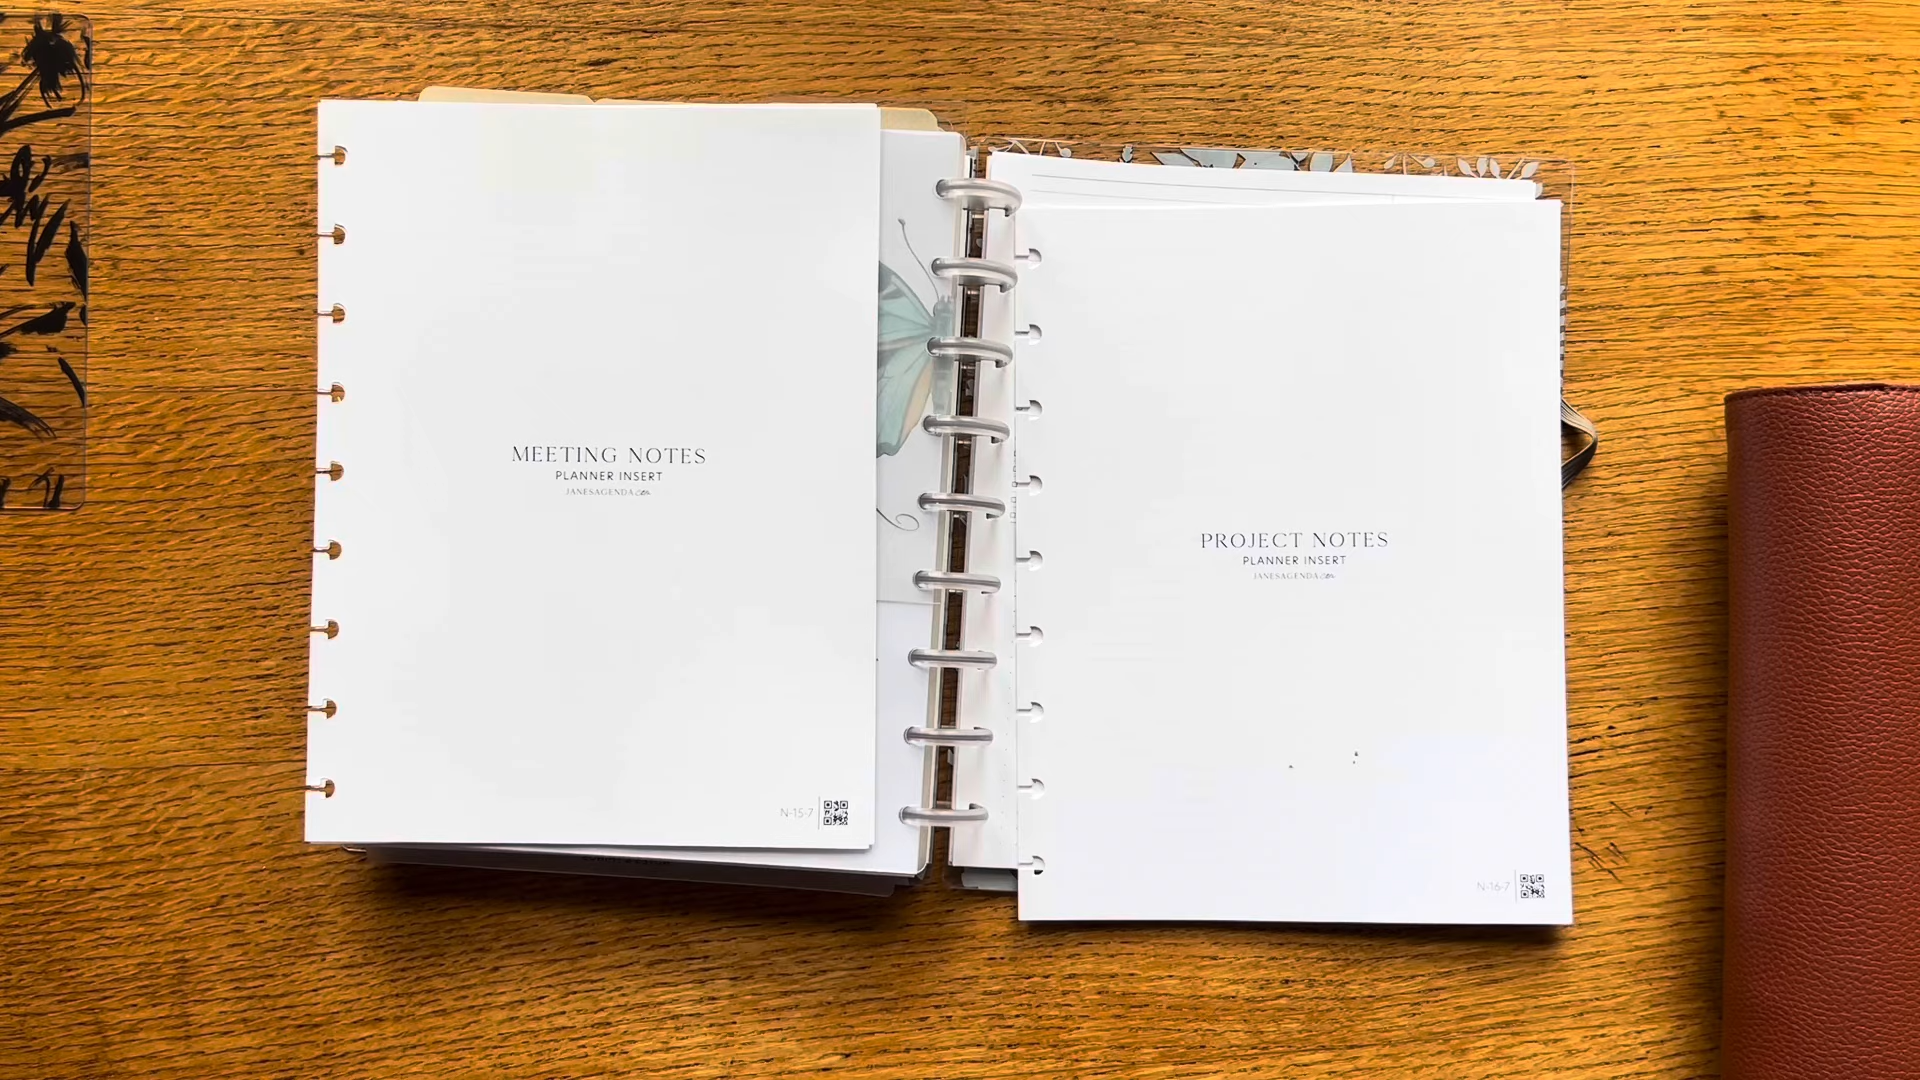 MEETING NOTES
PLANNER INSERT
JANESAGENDA.com
N-15-7
PROJECT NOTES
PLANNER INSERT
JANESAGENDA.com
N-16-7